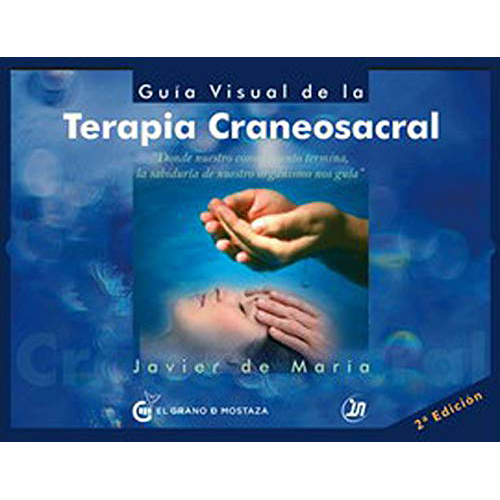 Guía Visual de la
Terapia Craneosacral
"Donde nuestro conocimiento termina,
la sabiduría de nuestro organismo nos guía"
Javier de María
EL GRANO D MOSTAZA
2ª Edición